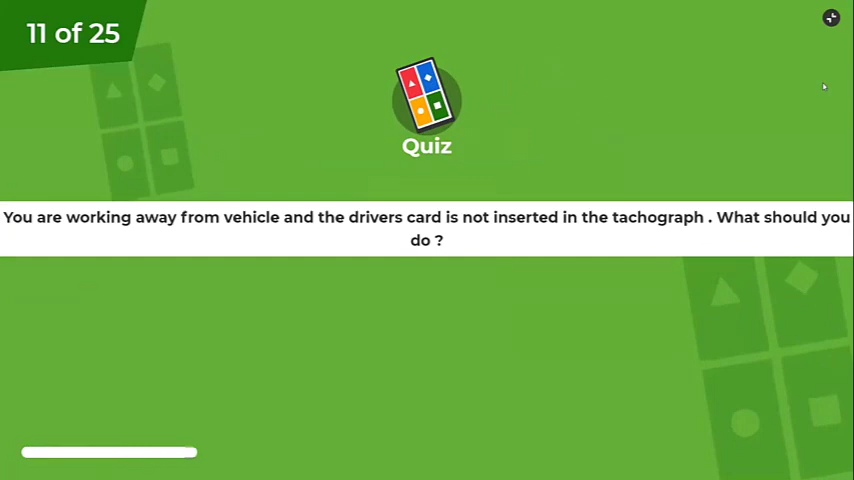 11 of 25
Quiz
You are working away from vehicle and the drivers card is not inserted in the tachograph . What should you
do ?